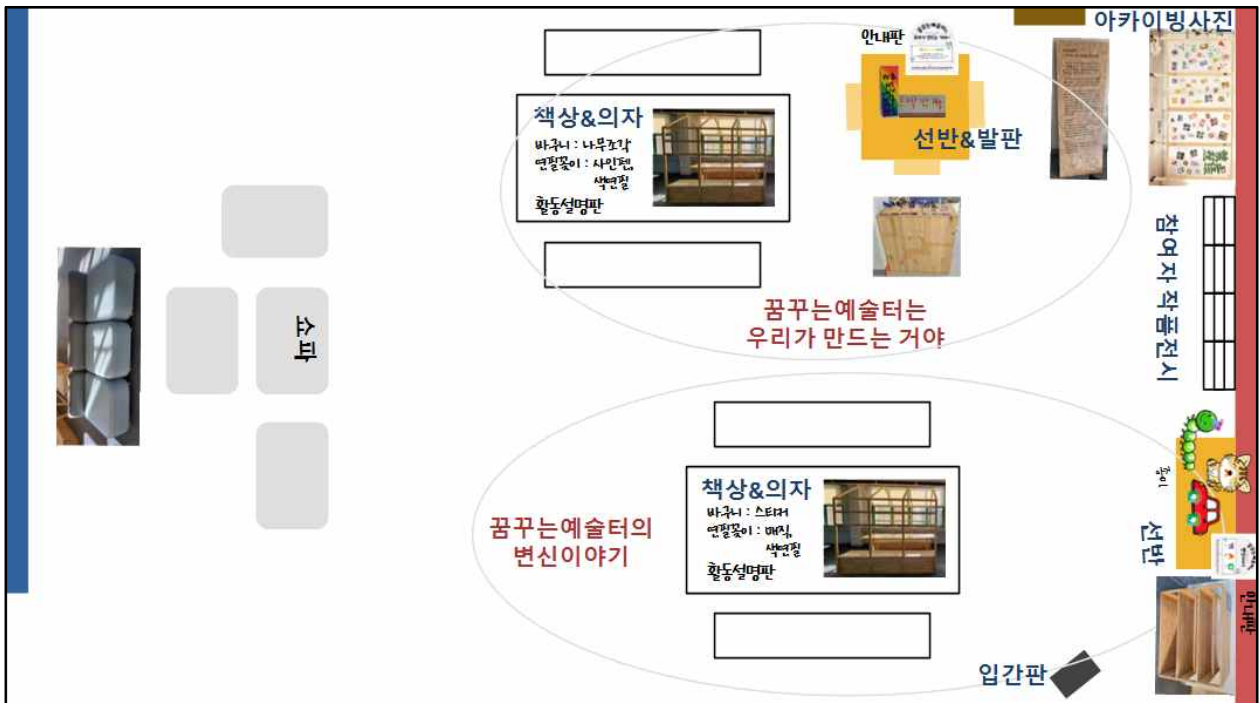 아카이빙사진
안내판
선반&발판
책상&의자
바구니 : 나무조각
연필꽂이 : 사인펜,
색연필
활동설명판
꿈꾸는예술터는
우리가 만드는 거야
참여자 작품전시
소파
책상&의자
바구니 : 스티커
연필꽂이 : 매직,
색연필
활동설명판
꿈꾸는예술터의
변신이야기
종이
선반
안내판
입간판